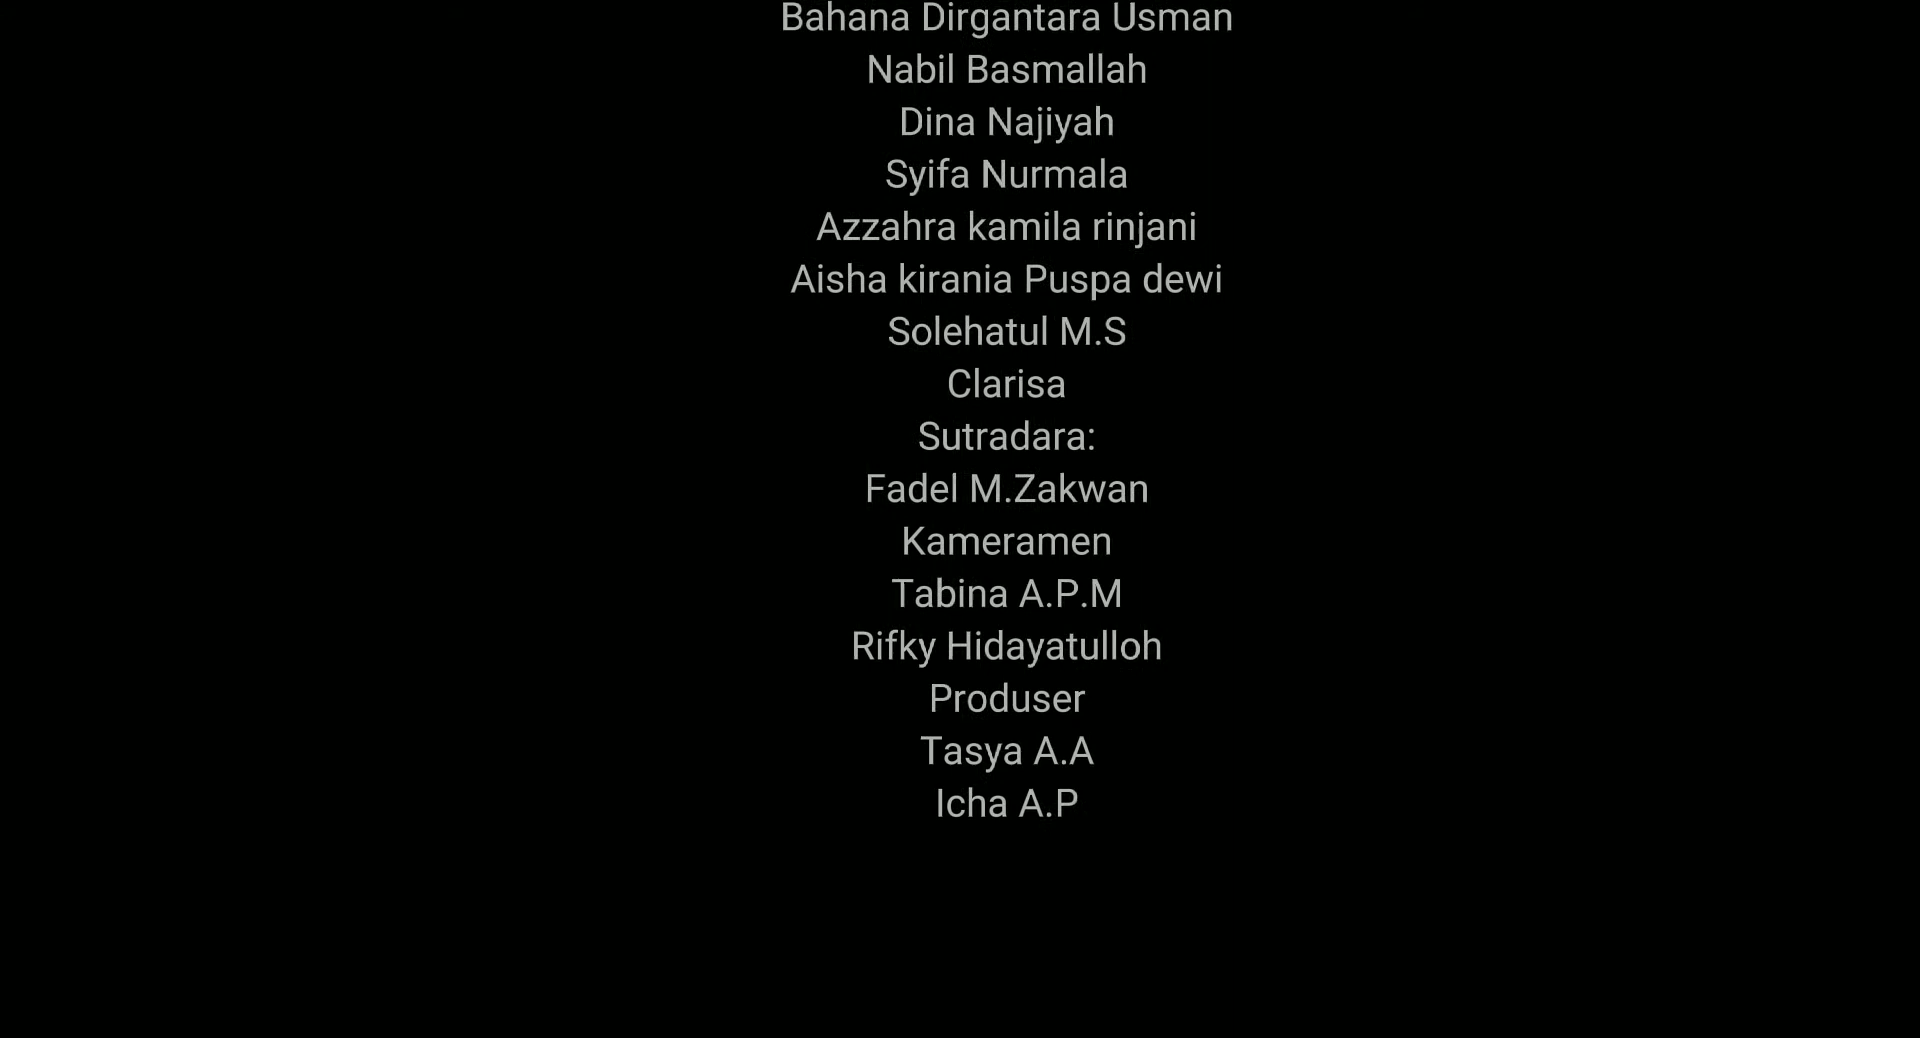 Bahana Dirgantara Usman
Nabil Basmallah
Dina Najiyah
Syifa Nurmala
Azzahra kamila rinjani
Aisha kirania Puspa dewi
Solehatul M.S
Clarisa
Sutradara:
Fadel M.Zakwan
Kameramen
Tabina A.P.M
Rifky Hidayatulloh
Produser
Tasya A.A
Icha A.P